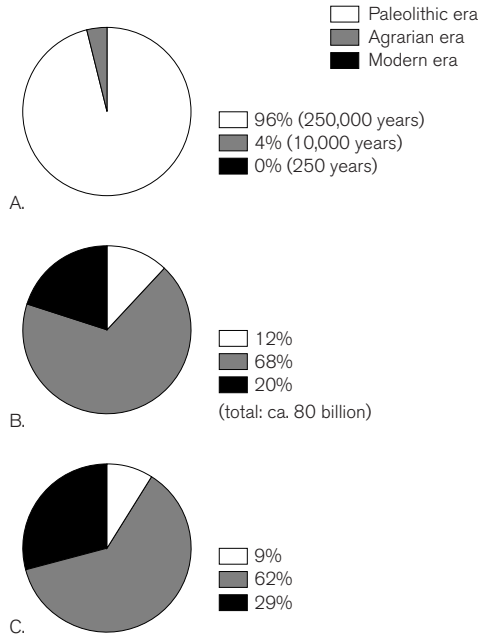 Paleolithic era
Agrarian era
Modern era
96% (250,000 years)
4% (10,000 years)
0% (250 years)
A.
12%
68%
20%
(total: ca. 80 billion)
B.
9%
62%
29%
C.